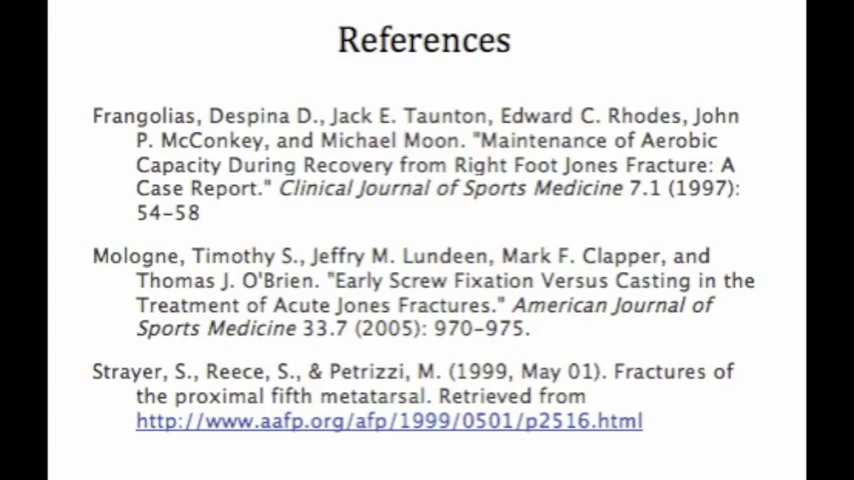 References
Frangolias, Despina D., Jack E. Taunton, Edward C. Rhodes, John
P. McConkey, and Michael Moon. "Maintenance of Aerobic
Capacity During Recovery from Right Foot Jones Fracture: A
Case Report." Clinical Journal of Sports Medicine 7.1 (1997):
54-58
Mologne, Timothy S., Jeffry M. Lundeen, Mark F. Clapper, and
Thomas J. O'Brien. "Early Screw Fixation Versus Casting in the
Treatment of Acute Jones Fractures." American Journal of
Sports Medicine 33.7 (2005): 970-975.
Strayer, S., Reece, S., & Petrizzi, M. (1999, May 01). Fractures of
the proximal fifth metatarsal. Retrieved from
http://www.aafp.org/afp/1999/0501/p2516.html